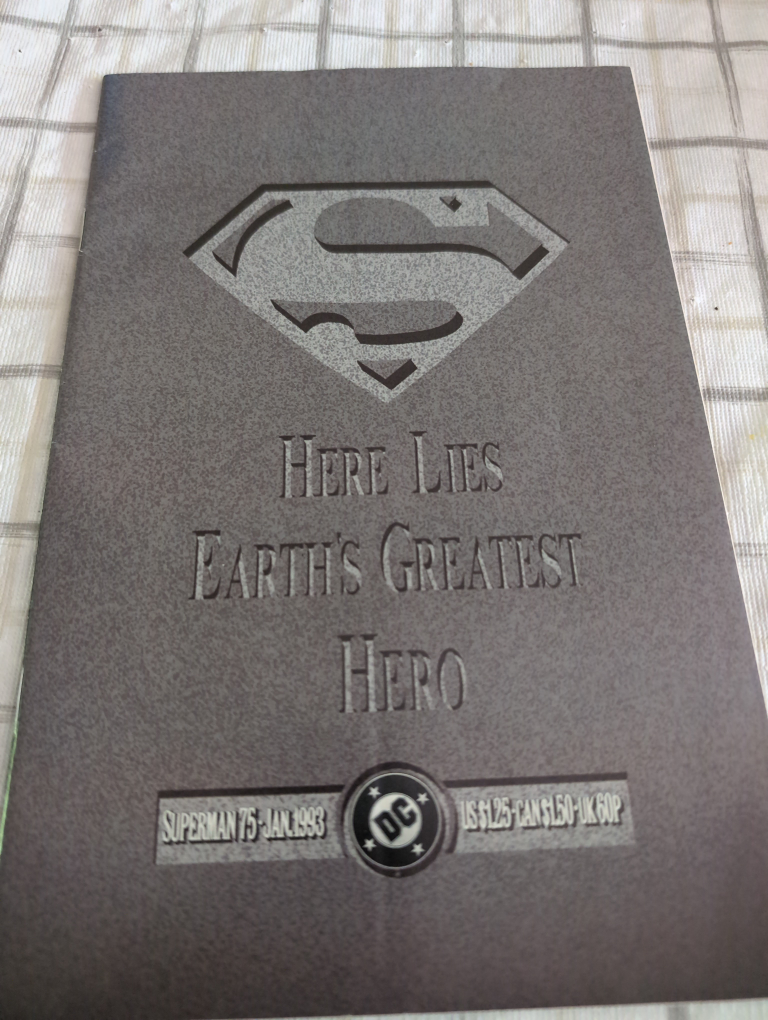 Here Lies
Earth's Greatest
Hero
SUPERMAN 75-JAN.1993 DC US $1.25-CAN $1.50-UK 60P